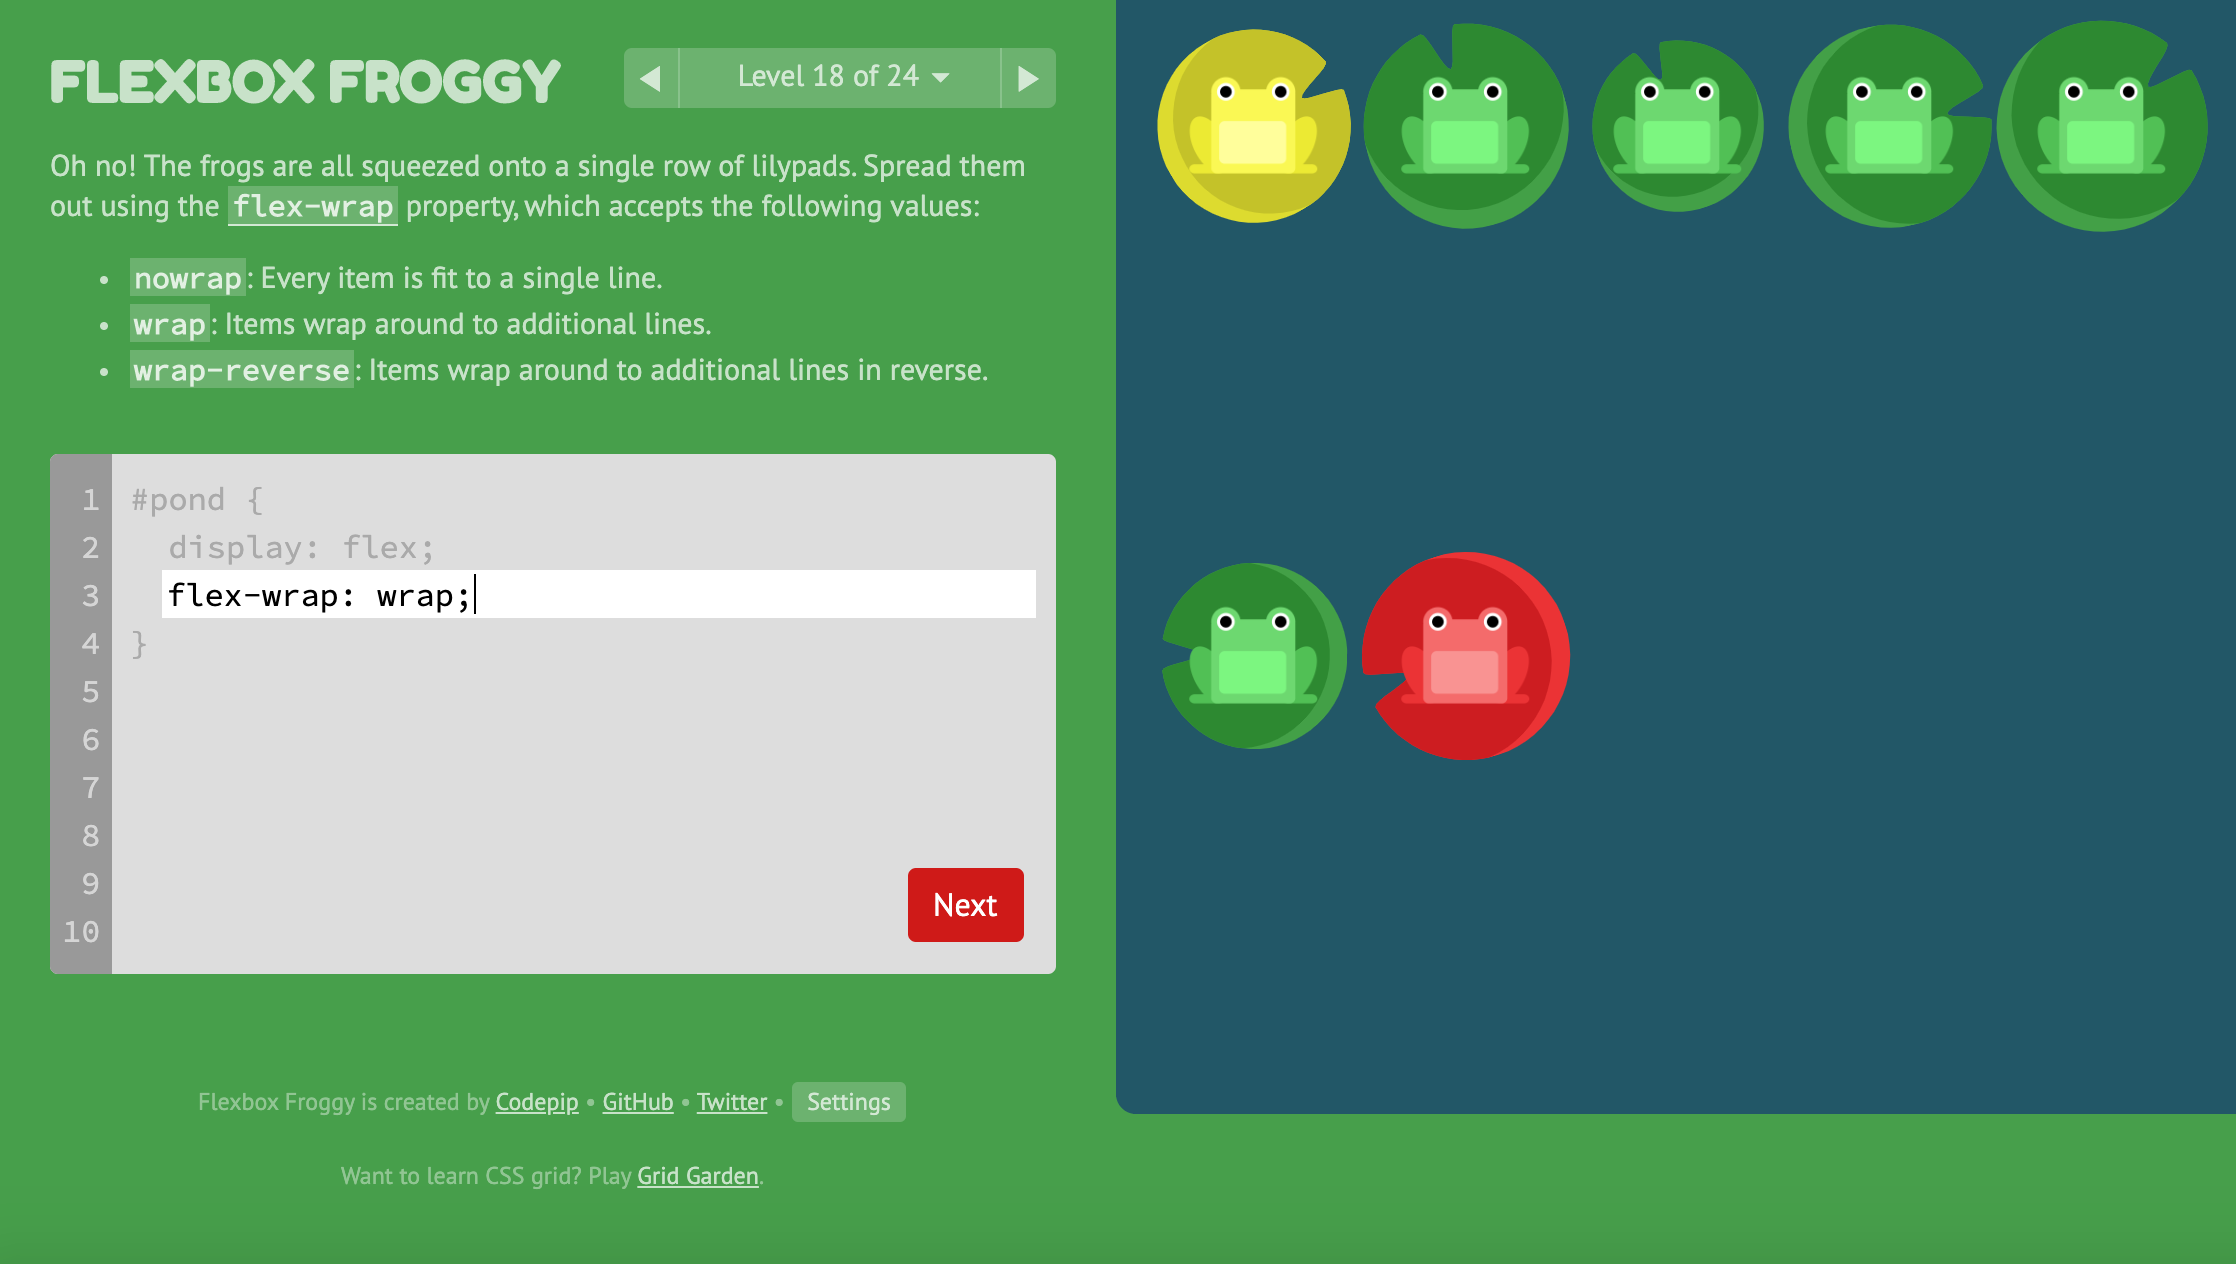 FLEXBOX FROGGY
Level 18 of 24
Oh no! The frogs are all squeezed onto a single row of lilypads. Spread them
out using the flex-wrap property, which accepts the following values:
• nowrap: Every item is fit to a single line.
• wrap: Items wrap around to additional lines.
• wrap-reverse: Items wrap around to additional lines in reverse.
1 #pond {
2 display: flex;
3 flex-wrap: wrap;
4 }
5
6
7
8
9
10
Next
Flexbox Froggy is created by Codepip • GitHub • Twitter • Settings
Want to learn CSS grid? Play Grid Garden.